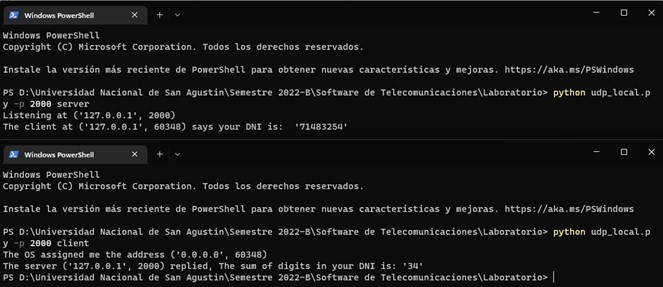 Windows PowerShell
Windows PowerShell
Copyright (C) Microsoft Corporation. Todos los derechos reservados.
Instale la versión más reciente de PowerShell para obtener nuevas características y mejoras. https://aka.ms/PSWindows
PS D:\Universidad Nacional de San Agustin\Semestre 2022-B\Software de Telecomunicaciones\Laboratorio> python udp_local.p
y -p 2000 server
Listening at ('127.0.0.1', 2000)
The client at ('127.0.0.1', 60348) says your DNI is:  '71483254'
Windows PowerShell
Windows PowerShell
Copyright (C) Microsoft Corporation. Todos los derechos reservados.
Instale la versión más reciente de PowerShell para obtener nuevas características y mejoras. https://aka.ms/PSWindows
PS D:\Universidad Nacional de San Agustin\Semestre 2022-B\Software de Telecomunicaciones\Laboratorio> python udp_local.p
y -p 2000 client
The OS assigned me the address ('0.0.0.0', 60348)
The server ('127.0.0.1', 2000) replied, The sum of digits in your DNI is: '34'
PS D:\Universidad Nacional de San Agustin\Semestre 2022-B\Software de Telecomunicaciones\Laboratorio>